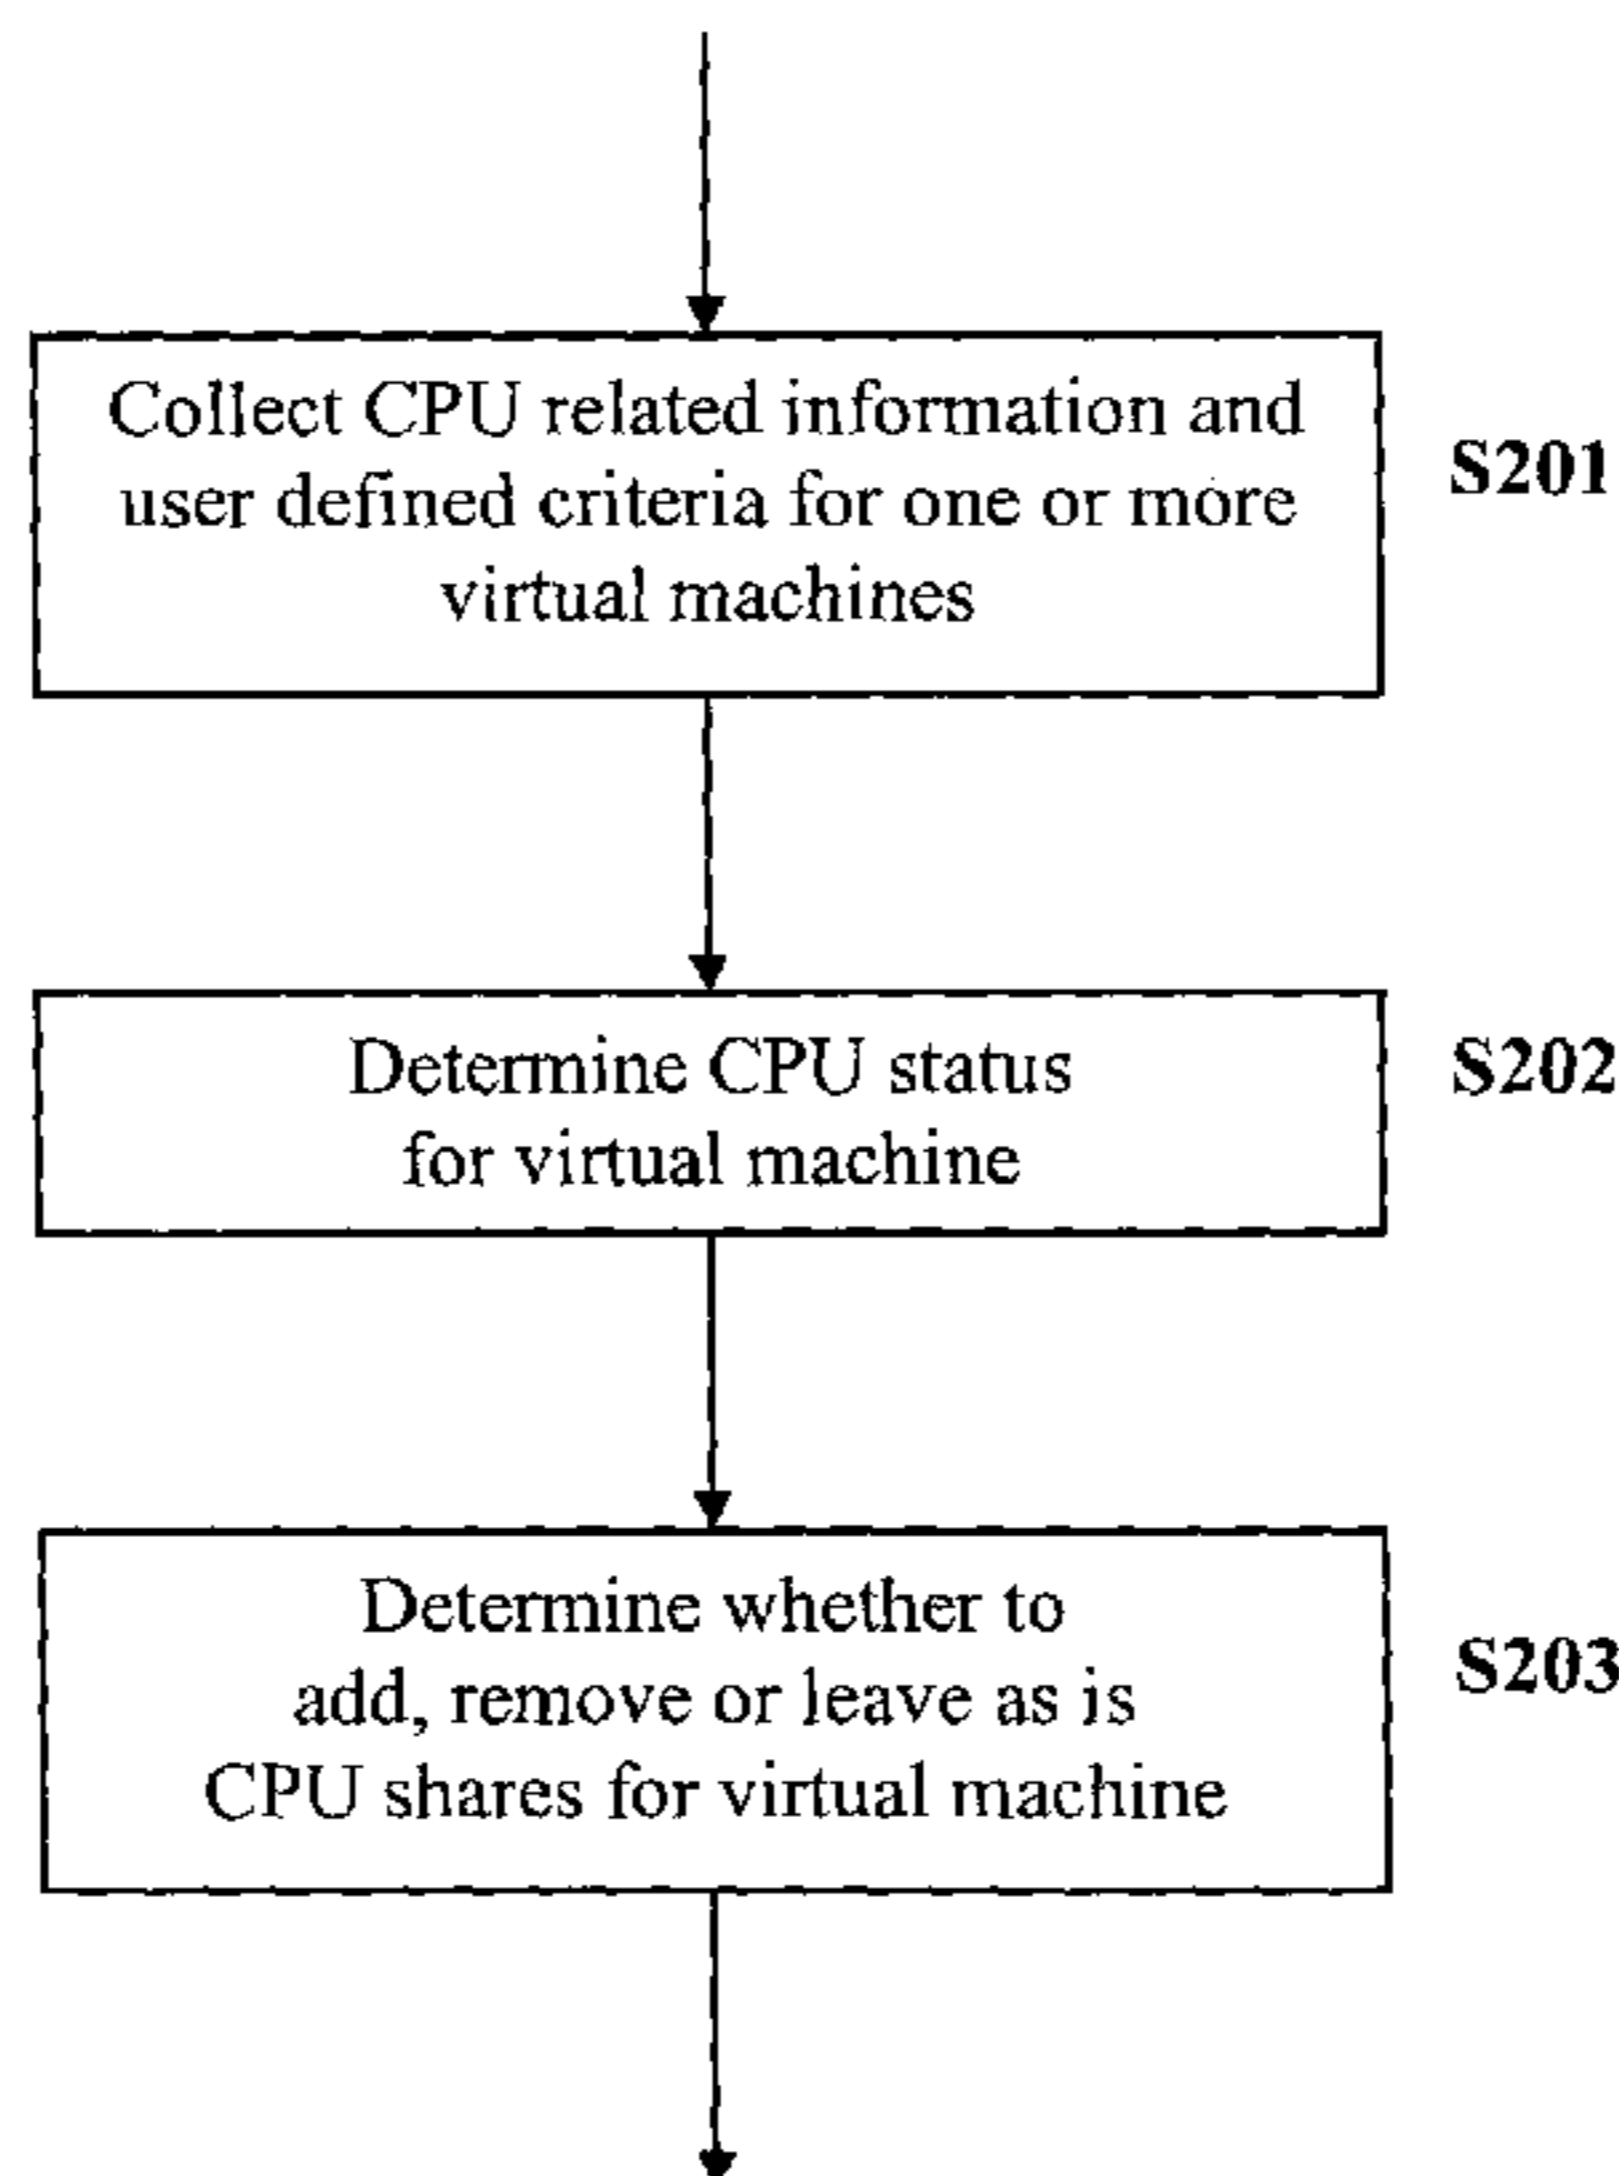 Collect CPU related information and
user defined criteria for one or more
virtual machines
S201
Determine CPU status
for virtual machine
S202
Determine whether to
add, remove or leave as is
CPU shares for virtual machine
S203